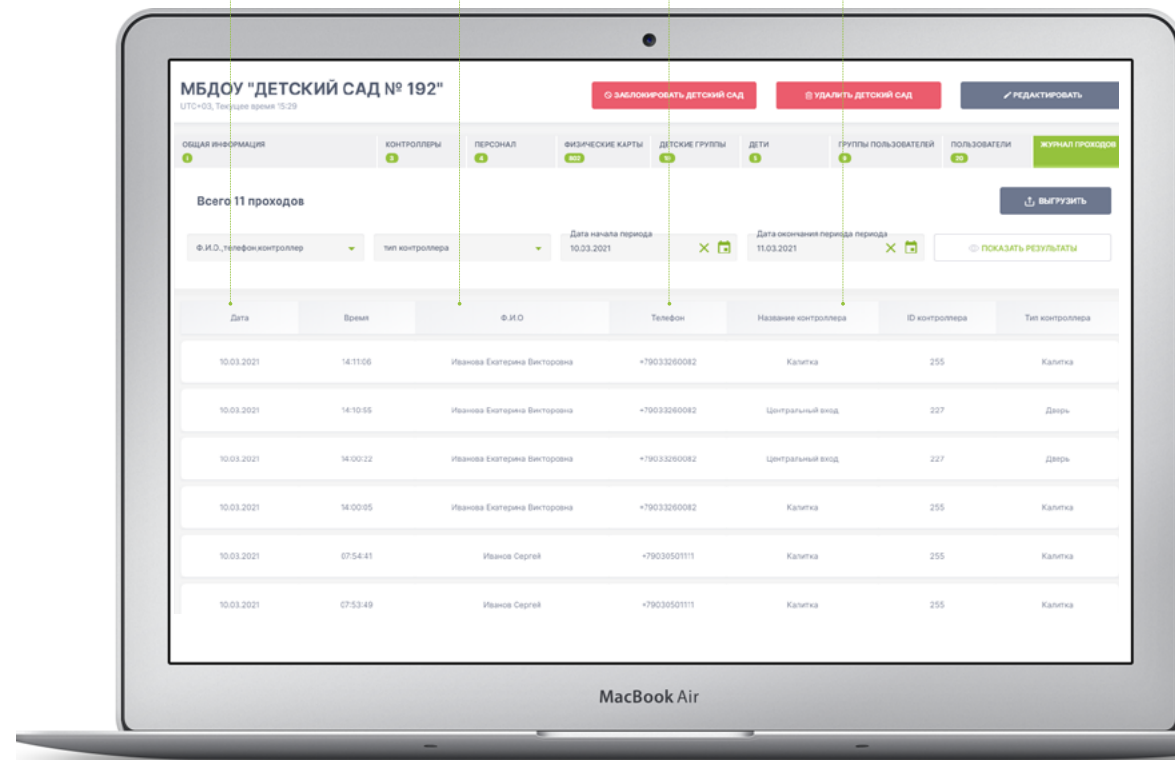 МБДОУ "ДЕТСКИЙ САД № 192"
UTC+03, Текущее время 15:29
ЗАБЛОКИРОВАТЬ ДЕТСКИЙ САД
УДАЛИТЬ ДЕТСКИЙ САД
РЕДАКТИРОВАТЬ
ОБЩАЯ ИНФОРМАЦИЯ КОНТРОЛЛЕРЫ ПЕРСОНАЛ ФИЗИЧЕСКИЕ КАРТЫ ДЕТСКИЕ ГРУППЫ ДЕТИ ГРУППЫ ПОЛЬЗОВАТЕЛЕЙ ПОЛЬЗОВАТЕЛИ ЖУРНАЛ ПРОХОДОВ
4 602 10 5 20
Всего 11 проходов
ВЫГРУЗИТЬ
Дата начала периода Дата окончания периода периода
Ф.И.О.,телефон,контроллер тип контроллера 10.03.2021 11.03.2021 ПОКАЗАТЬ РЕЗУЛЬТАТЫ
Дата Время Ф.И.О Телефон Название контроллера ID контроллера Тип контроллера
10.03.2021 14:11:06 Иванова Екатерина Викторовна +79033260082 Калитка 255 Калитка
10.03.2021 14:10:55 Иванова Екатерина Викторовна +79033260082 Центральный вход 227 Дверь
10.03.2021 14:00:22 Иванова Екатерина Викторовна +79033260082 Центральный вход 227 Дверь
10.03.2021 14:00:05 Иванова Екатерина Викторовна +79033260082 Калитка 255 Калитка
10.03.2021 07:54:41 Иванов Сергей +79030501111 Калитка 255 Калитка
10.03.2021 07:53:49 Иванов Сергей +79030501111 Калитка 255 Калитка
MacBook Air